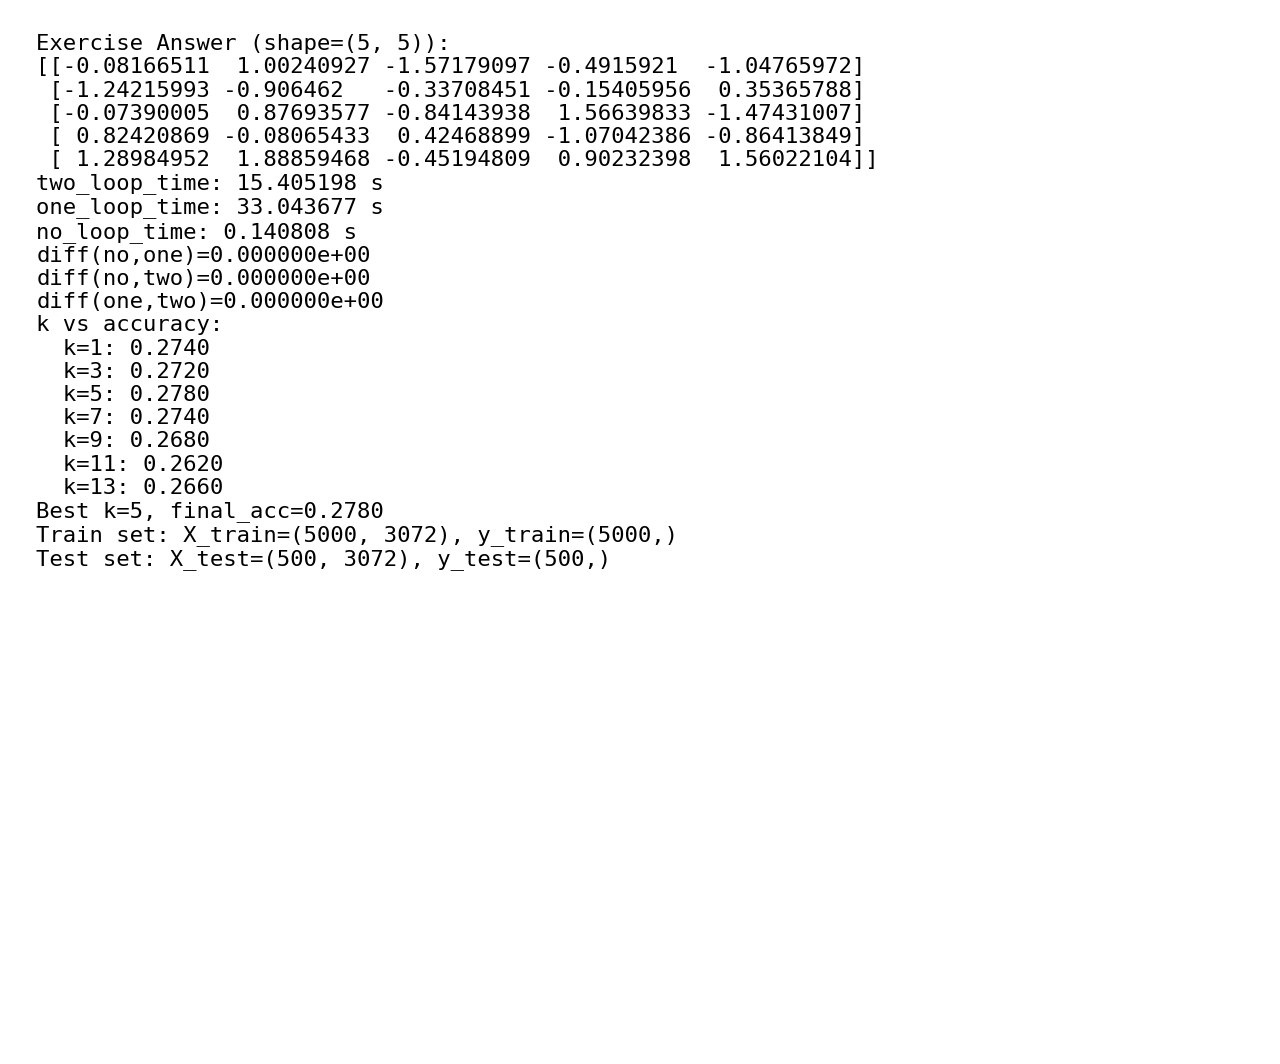 Exercise Answer (shape=(5, 5)):
[[-0.08166511  1.00240927 -1.57179097 -0.4915921  -1.04765972]
 [-1.24215993 -0.906462   -0.33708451 -0.15405956  0.35365788]
 [-0.07390005  0.87693577 -0.84143938  1.56639833 -1.47431007]
 [ 0.82420869 -0.08065433  0.42468899 -1.07042386 -0.86413849]
 [ 1.28984952  1.88859468 -0.45194809  0.90232398  1.56022104]]
two_loop_time: 15.405198 s
one_loop_time: 33.043677 s
no_loop_time: 0.140808 s
diff(no,one)=0.000000e+00
diff(no,two)=0.000000e+00
diff(one,two)=0.000000e+00
k vs accuracy:
  k=1: 0.2740
  k=3: 0.2720
  k=5: 0.2780
  k=7: 0.2740
  k=9: 0.2680
  k=11: 0.2620
  k=13: 0.2660
Best k=5, final_acc=0.2780
Train set: X_train=(5000, 3072), y_train=(5000,)
Test set: X_test=(500, 3072), y_test=(500,)